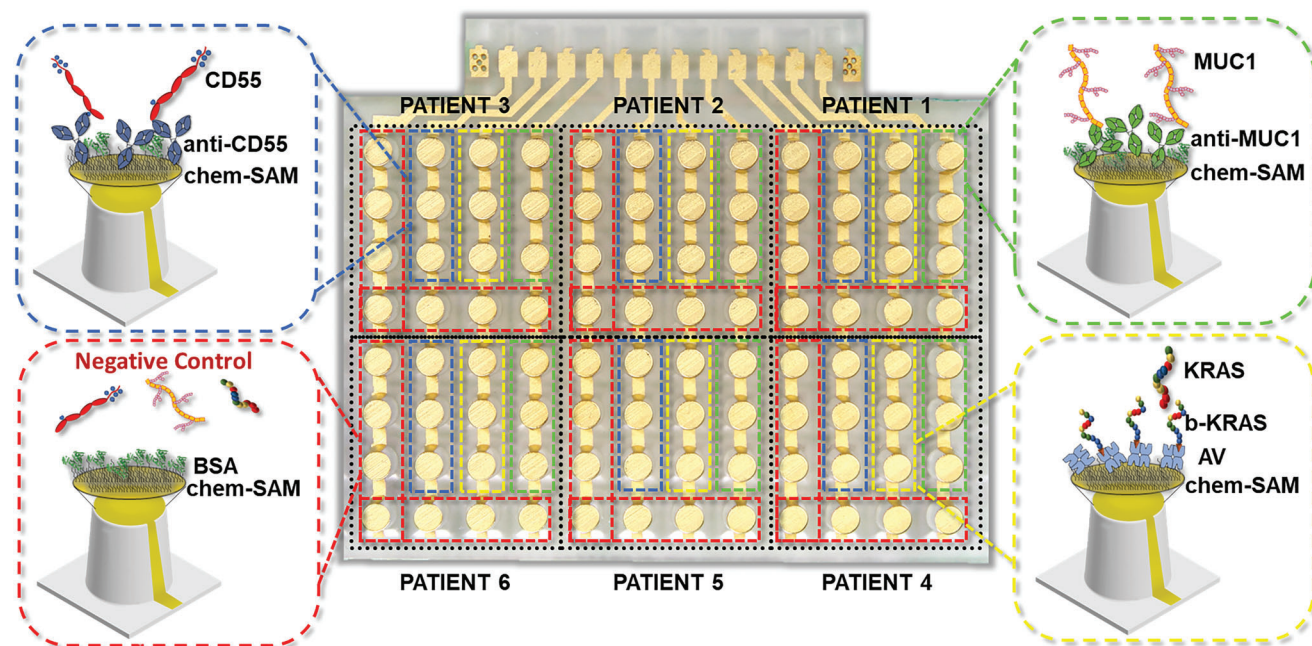 CD55
anti-CD55
chem-SAM
PATIENT 3
PATIENT 2
PATIENT 1
MUC1
anti-MUC1
chem-SAM
Negative Control
BSA
chem-SAM
KRAS
b-KRAS
AV
chem-SAM
PATIENT 6
PATIENT 5
PATIENT 4